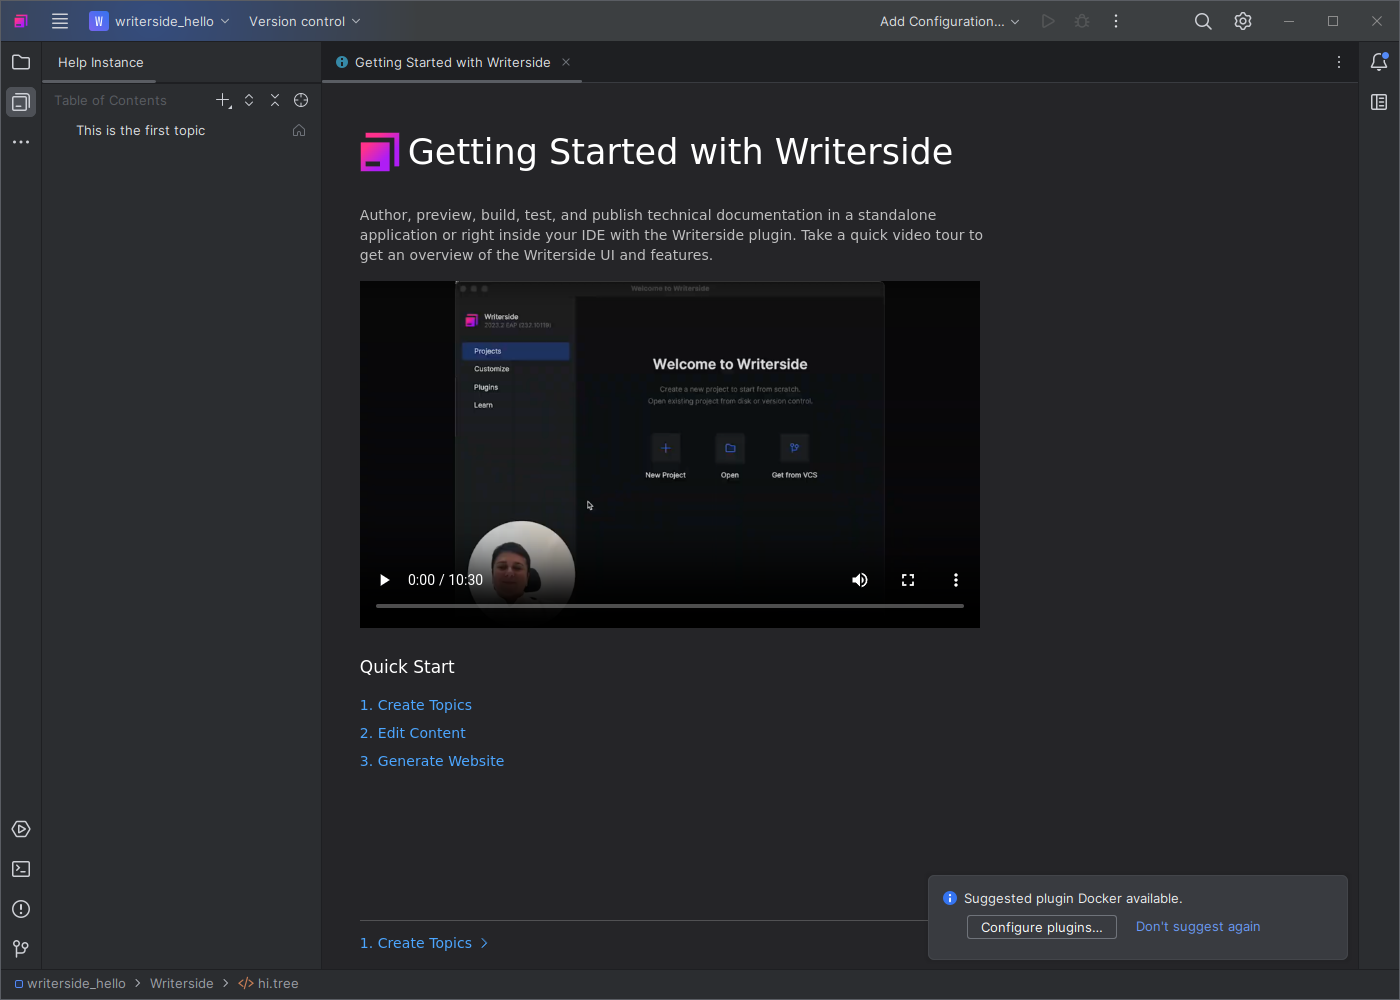 W writerside_hello Version control Add Configuration...
Help Instance Getting Started with Writerside
Table of Contents
This is the first topic
Getting Started with Writerside
Author, preview, build, test, and publish technical documentation in a standalone
application or right inside your IDE with the Writerside plugin. Take a quick video tour to
get an overview of the Writerside UI and features.
Welcome to Writerside
Writerside
Projects
Customize
Plugins
Learn
Welcome to Writerside
Create a new project to start from scratch.
Open existing project from disk or version control.
New Project Open Get from VCS
0:00 / 10:30
Quick Start
1. Create Topics
2. Edit Content
3. Generate Website
Suggested plugin Docker available.
Configure plugins... Don't suggest again
1. Create Topics
writerside_hello Writerside hi.tree